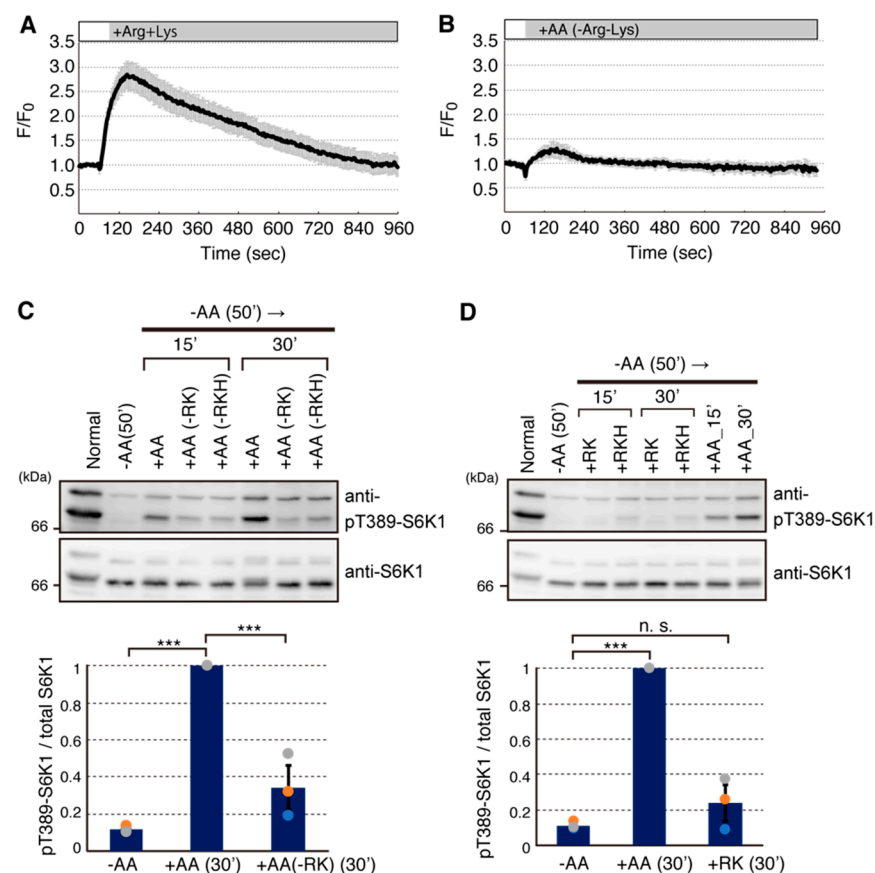 A
+Arg+Lys
3.5
3.0
2.5
2.0
1.5
1.0
0.5
F/F0
0 120 240 360 480 600 720 840 960
Time (sec)
B
+AA (-Arg-Lys)
3.5
3.0
2.5
2.0
1.5
1.0
0.5
F/F0
0 120 240 360 480 600 720 840 960
Time (sec)
C
-AA (50') →
15' 30'
Normal
-AA(50')
+AA
+AA (-RK)
+AA (-RKH)
+AA
+AA (-RK)
+AA (-RKH)
(kDa)
66
anti-
pT389-S6K1
66
anti-S6K1
*** ***
pT389-S6K1 / total S6K1
1
0.8
0.6
0.4
0.2
0
-AA +AA (30') +AA(-RK) (30')
D
-AA (50') →
15' 30'
Normal
-AA (50')
+RK
+RKH
+RK
+RKH
+AA_15'
+AA_30'
(kDa)
66
anti-
pT389-S6K1
66
anti-S6K1
n. s.
***
pT389-S6K1 / total S6K1
1
0.8
0.6
0.4
0.2
0
-AA +AA (30') +RK (30')